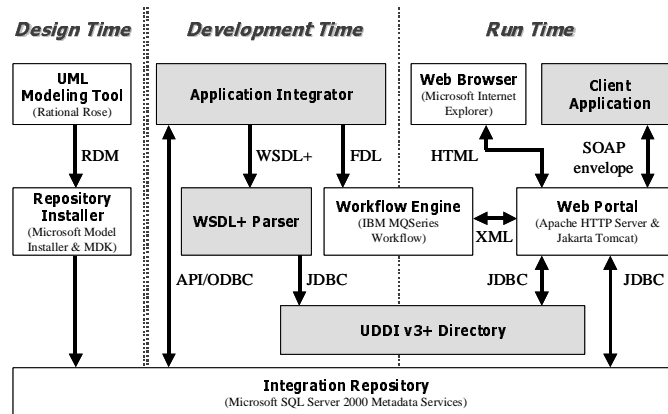 Design Time
Development Time
Run Time
UML
Modeling Tool
(Rational Rose)
Application Integrator
Web Browser
(Microsoft Internet
Explorer)
Client
Application
RDM
WSDL+
FDL
HTML
SOAP
envelope
Repository
Installer
(Microsoft Model
Installer & MDK)
WSDL+ Parser
Workflow Engine
(IBM MQSeries
Workflow)
XML
Web Portal
(Apache HTTP Server &
Jakarta Tomcat)
API/ODBC
JDBC
JDBC
JDBC
UDDI v3+ Directory
Integration Repository
(Microsoft SQL Server 2000 Metadata Services)